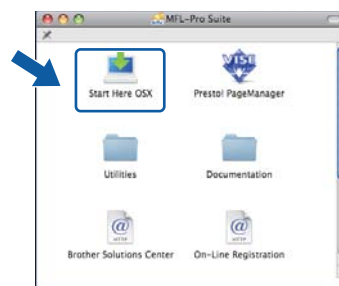 MFL-Pro Suite
Start Here OSX
Presto! PageManager
Utilities
Documentation
Brother Solutions Center
On-Line Registration